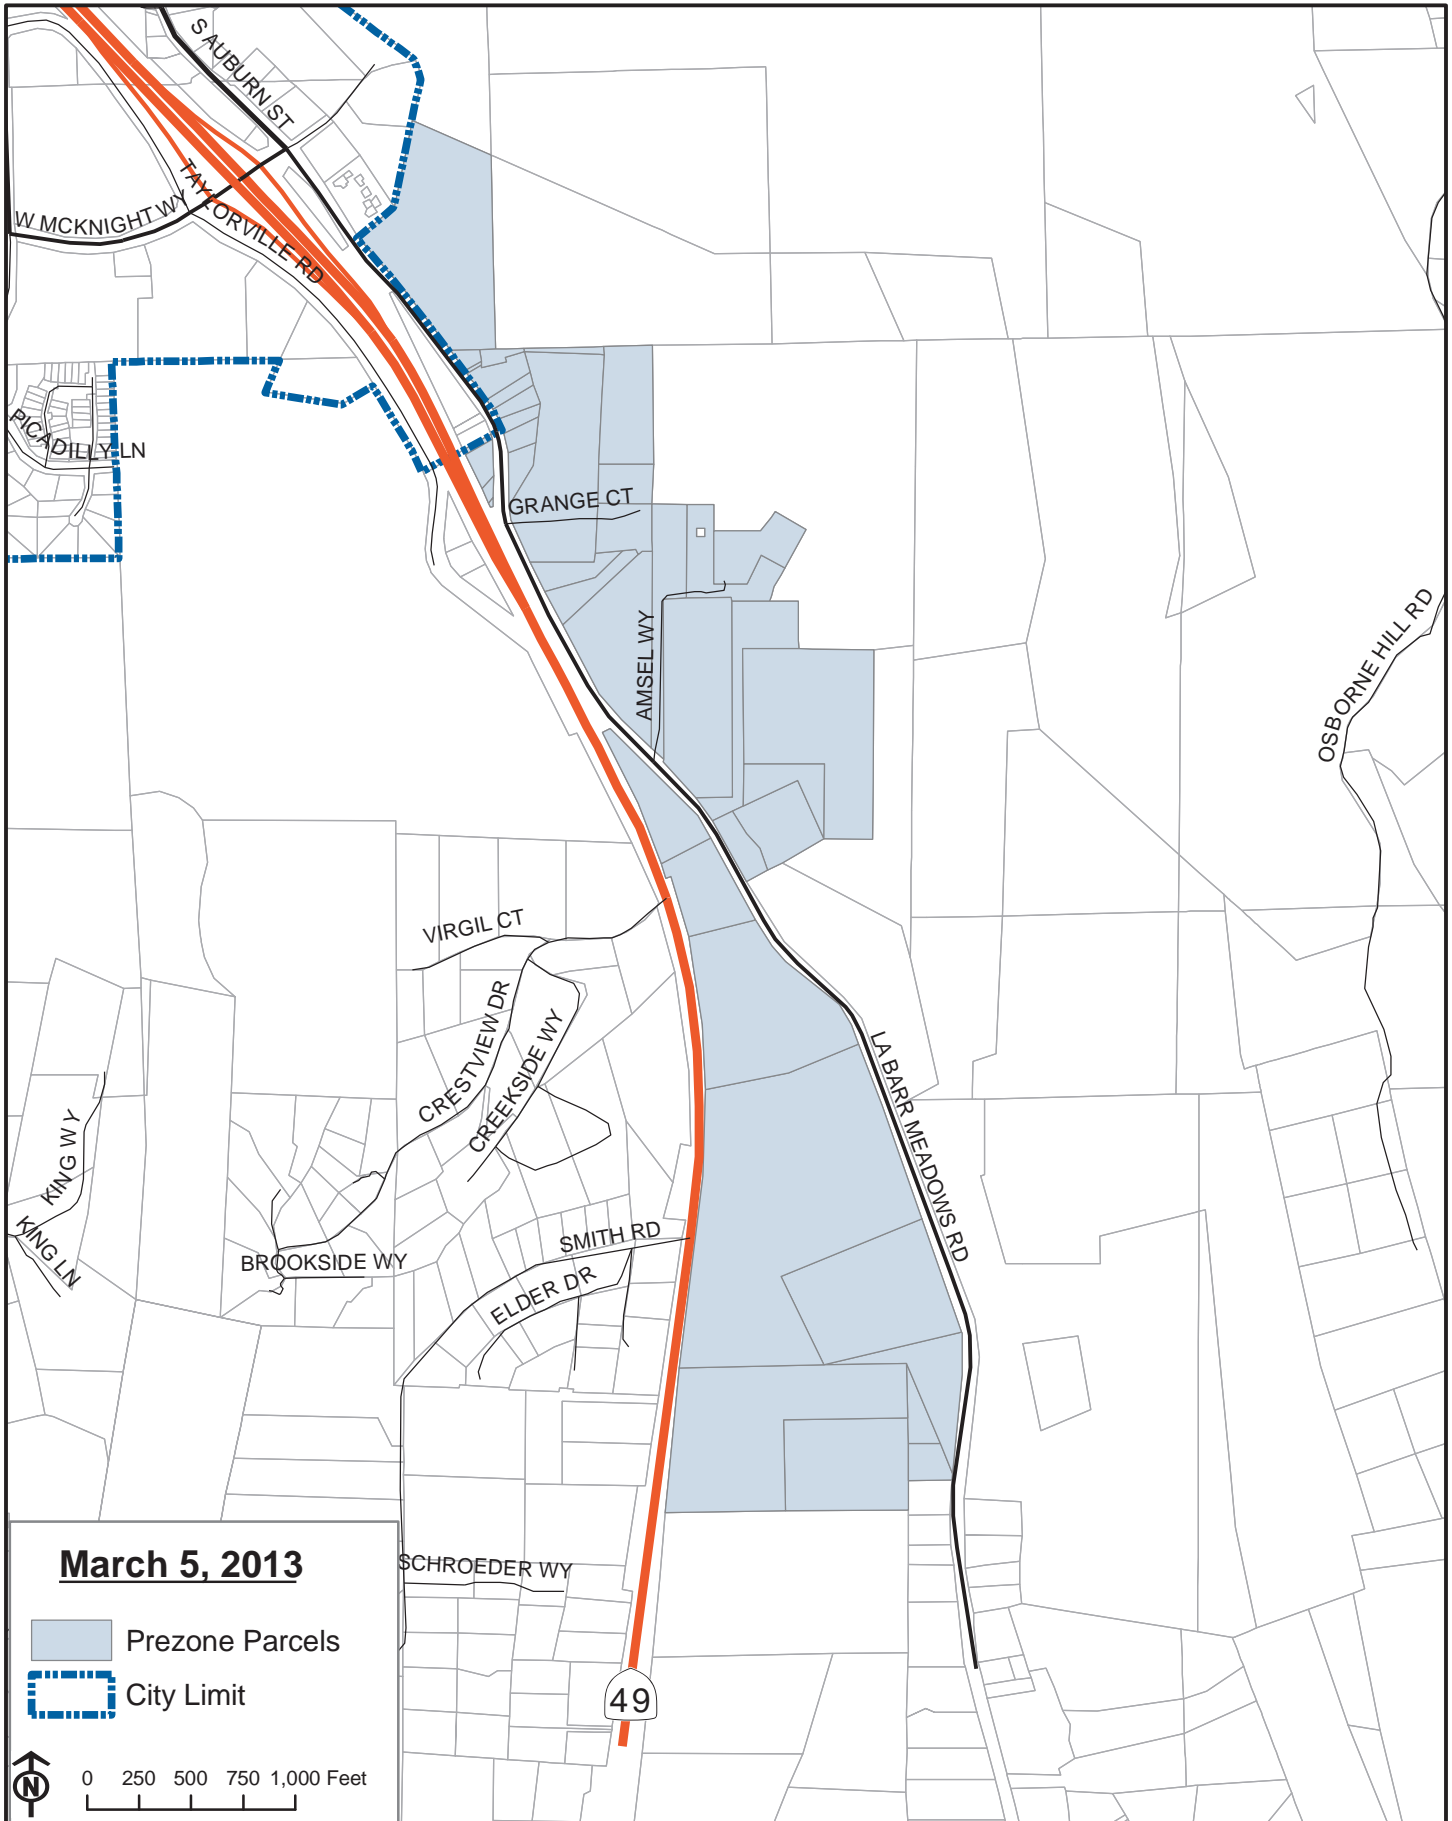 S AUBURN ST
TAYLORVILLE RD
W MCKNIGHT WY
PICADILLY LN
GRANGE CT
AMSEL WY
OSBORNE HILL RD
VIRGIL CT
CRESTVIEW DR
CREEKSIDE WY
LA BARR MEADOWS RD
KING WY
KING LN
BROOKSIDE WY
SMITH RD
ELDER DR
SCHROEDER WY
49
March 5, 2013
Prezone Parcels
City Limit
N
0 250 500 750 1,000 Feet